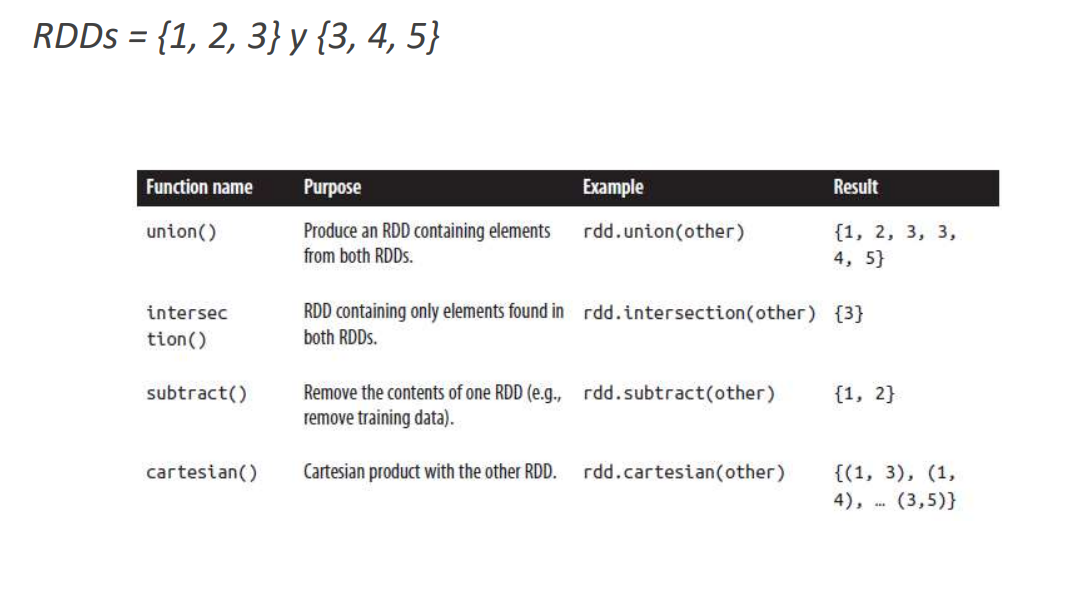 RDDs = {1, 2, 3} y {3, 4, 5}
Function name Purpose Example Result
union() Produce an RDD containing elements rdd.union(other) {1, 2, 3, 3,
from both RDDs. 4, 5}
intersec RDD containing only elements found in rdd.intersection(other) {3}
tion() both RDDs.
subtract() Remove the contents of one RDD (e.g., rdd.subtract(other) {1, 2}
remove training data).
cartesian() Cartesian product with the other RDD. rdd.cartesian(other) {(1, 3), (1,
4), … (3,5)}